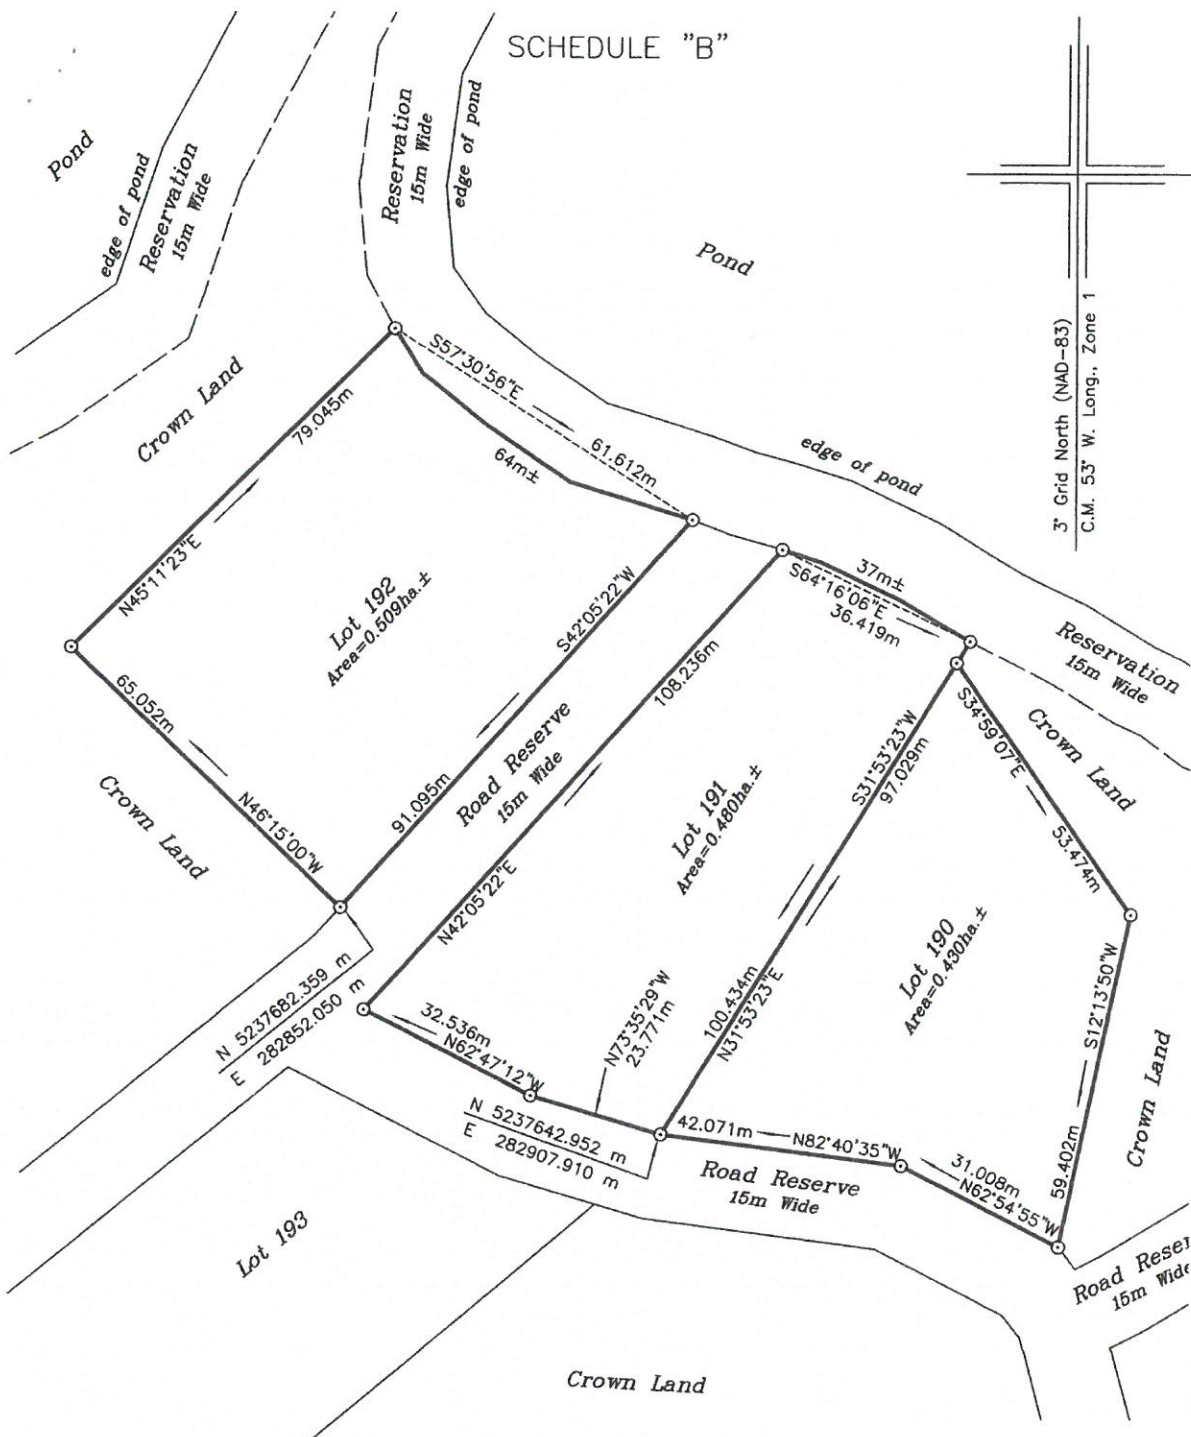 SCHEDULE "B"
Pond
edge of pond
Reservation
15m Wide
Reservation
15m Wide
edge of pond
Pond
3° Grid North (NAD-83)
C.M. 53° W. Long., Zone 1
Crown Land
79.045m
N45°11'23"E
S57°30'56"E
61.612m
64m±
edge of pond
Lot 192
Area=0.509ha.±
S42°05'22"W
91.095m
65.052m
N46°15'00"W
Crown Land
Road Reserve
15m Wide
108.236m
N42°05'22"E
37m±
S64°16'06"E
36.419m
Reservation
15m Wide
Crown Land
S34°59'07"E
53.474m
S31°53'23"W
97.029m
Lot 191
Area=0.480ha.±
100.434m
N31°53'23"E
Lot 190
Area=0.430ha.±
S12°13'50"W
59.402m
Crown Land
N 5237682.359 m
E 282852.050 m
32.536m
N62°47'12"W
N73°35'29"W
23.771m
N 5237642.952 m
E 282907.910 m
42.071m
N82°40'35"W
31.008m
N62°54'55"W
Road Reserve
15m Wide
Road Reser
15m Wide
Lot 193
Crown Land